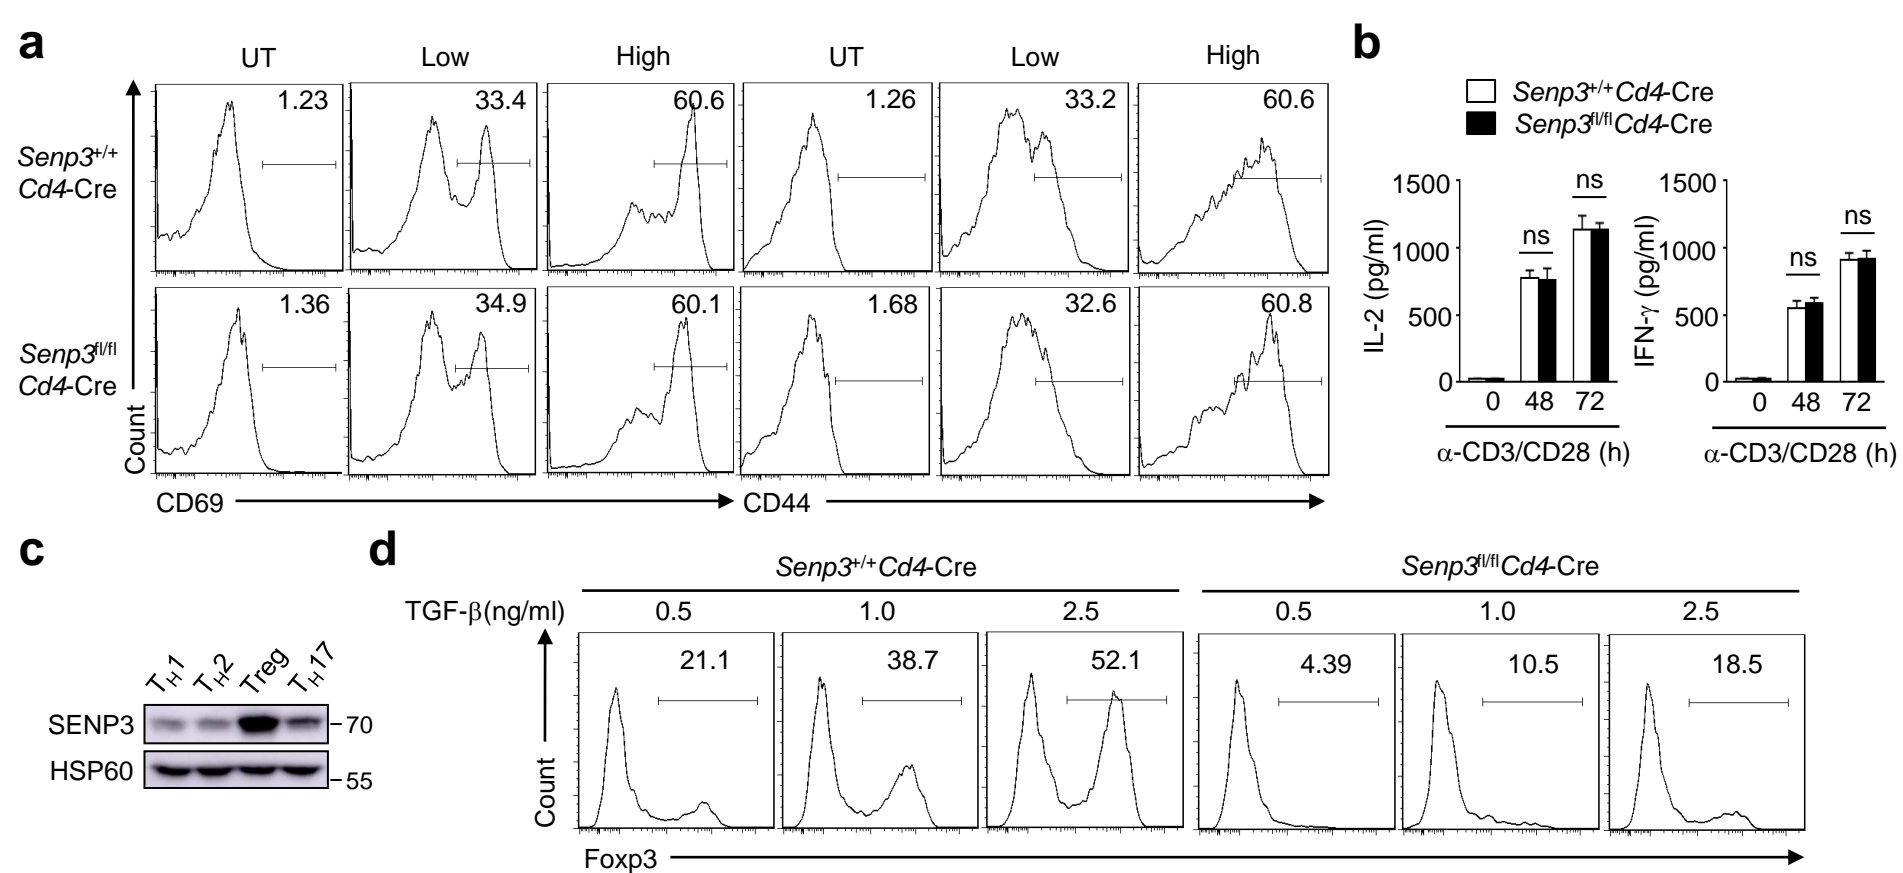 a
UT Low High UT Low High
Senp3+/+ Cd4-Cre
1.23 33.4 60.6 1.26 33.2 60.6
Senp3fl/fl Cd4-Cre
1.36 34.9 60.1 1.68 32.6 60.8
Count
CD69 CD44
b
Senp3+/+Cd4-Cre
Senp3fl/flCd4-Cre
IL-2 (pg/ml)
1500
1000
500
0
ns
ns
0 48 72
α-CD3/CD28 (h)
IFN-γ (pg/ml)
1500
1000
500
0
ns
ns
0 48 72
α-CD3/CD28 (h)
c
TH1 TH2 Treg TH17
SENP3 70
HSP60 55
d
Senp3+/+Cd4-Cre Senp3fl/flCd4-Cre
TGF-β(ng/ml) 0.5 1.0 2.5 0.5 1.0 2.5
21.1 38.7 52.1 4.39 10.5 18.5
Count
Foxp3